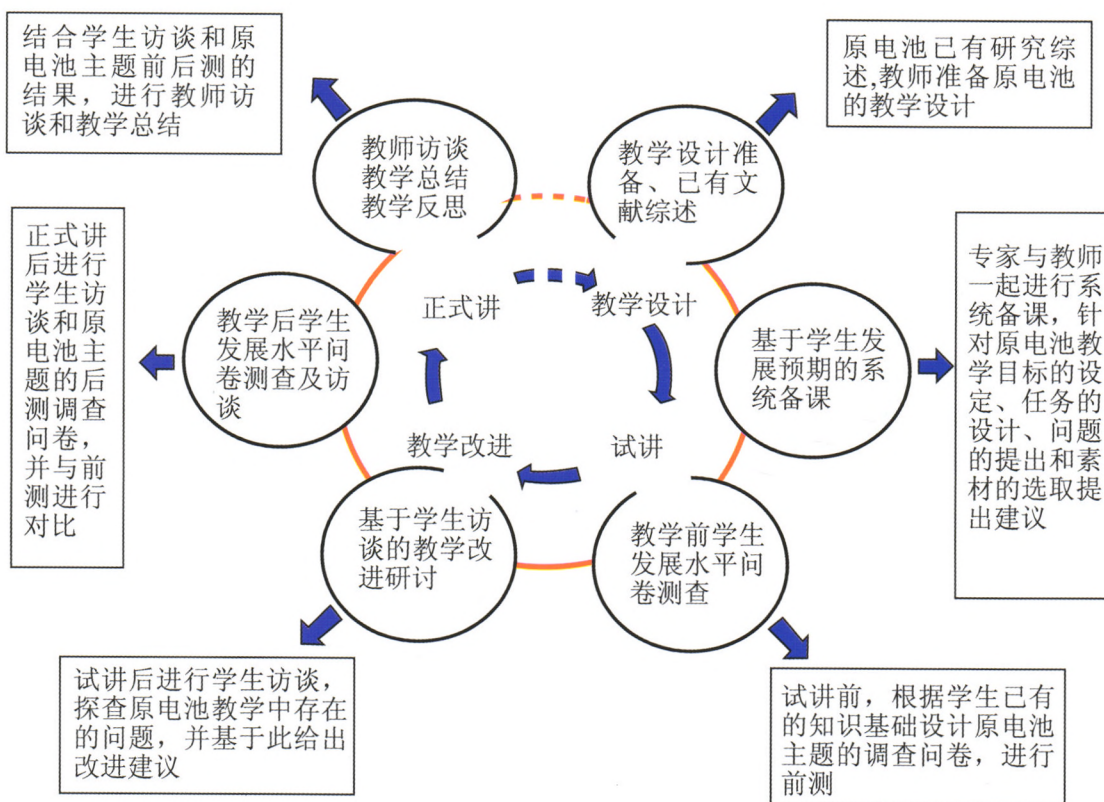 结合学生访谈和原
电池主题前后测的
结果，进行教师访
谈和教学总结
原电池已有研究综
述,教师准备原电池
的教学设计
教师访谈
教学总结
教学反思
教学设计准
备、已有文
献综述
正式讲
后进行
学生访
谈和原
电池主
题的后
测调查
问卷，
并与前
测进行
对比
教学后学生
发展水平问
卷测查及访
谈
正式讲
教学设计
教学改进
试讲
基于学生发
展预期的系
统备课
专家与教师
一起进行系
统备课，针
对原电池教
学目标的设
定、任务的
设计、问题
的提出和素
材的选取提
出建议
基于学生访
谈的教学改
进研讨
教学前学生
发展水平问
卷测查
试讲后进行学生访谈，
探查原电池教学中存在
的问题，并基于此给出
改进建议
试讲前，根据学生已有
的知识基础设计原电池
主题的调查问卷，进行
前测